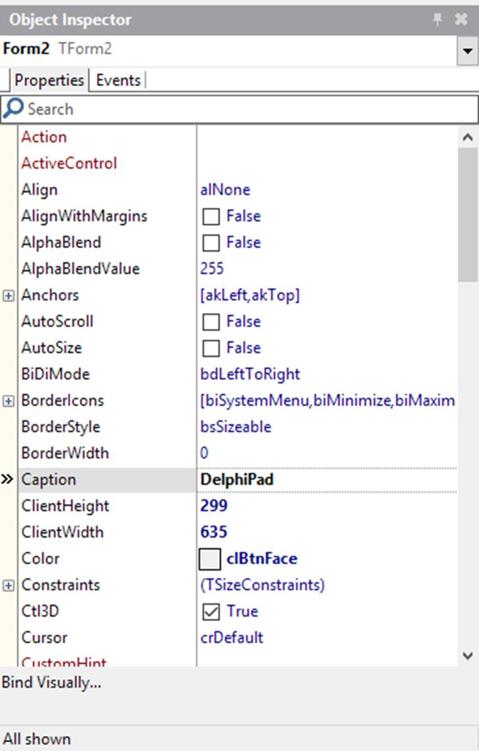 Object Inspector
Form2 TForm2
Properties Events
Search
Action
ActiveControl
Align alNone
AlignWithMargins False
AlphaBlend False
AlphaBlendValue 255
Anchors [akLeft,akTop]
AutoScroll False
AutoSize False
BiDiMode bdLeftToRight
BorderIcons [biSystemMenu,biMinimize,biMaxim
BorderStyle bsSizeable
BorderWidth 0
Caption DelphiPad
ClientHeight 299
ClientWidth 635
Color clBtnFace
Constraints (TSizeConstraints)
Ctl3D True
Cursor crDefault
CustomHint
Bind Visually...
All shown